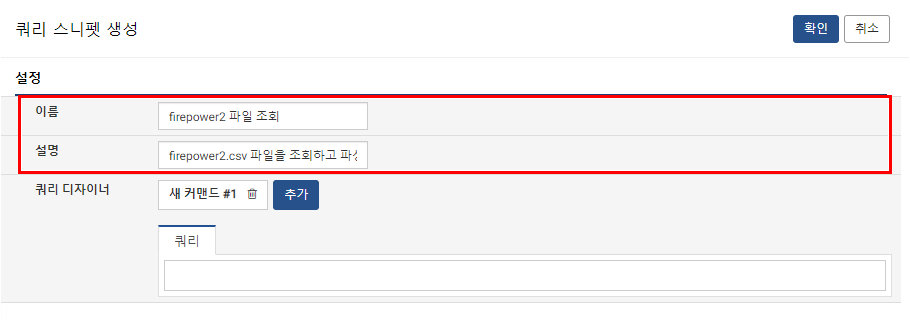 쿼리 스니펫 생성
확인
취소
설정
이름
firepower2 파일 조회
설명
firepower2.csv 파일을 조회하고 파싱
쿼리 디자이너
새 커맨드 #1
추가
쿼리